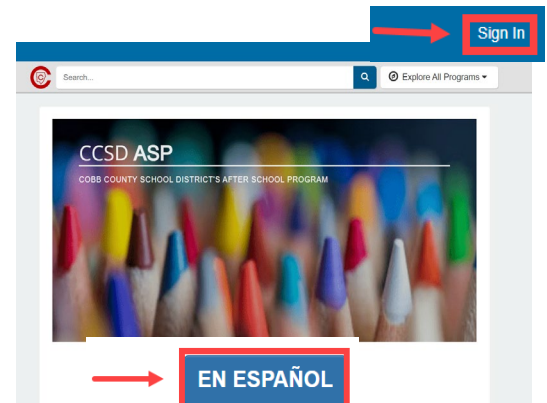 Sign In
Search...
Explore All Programs
CCSD ASP
COBB COUNTY SCHOOL DISTRICT'S AFTER SCHOOL PROGRAM
EN ESPAÑOL